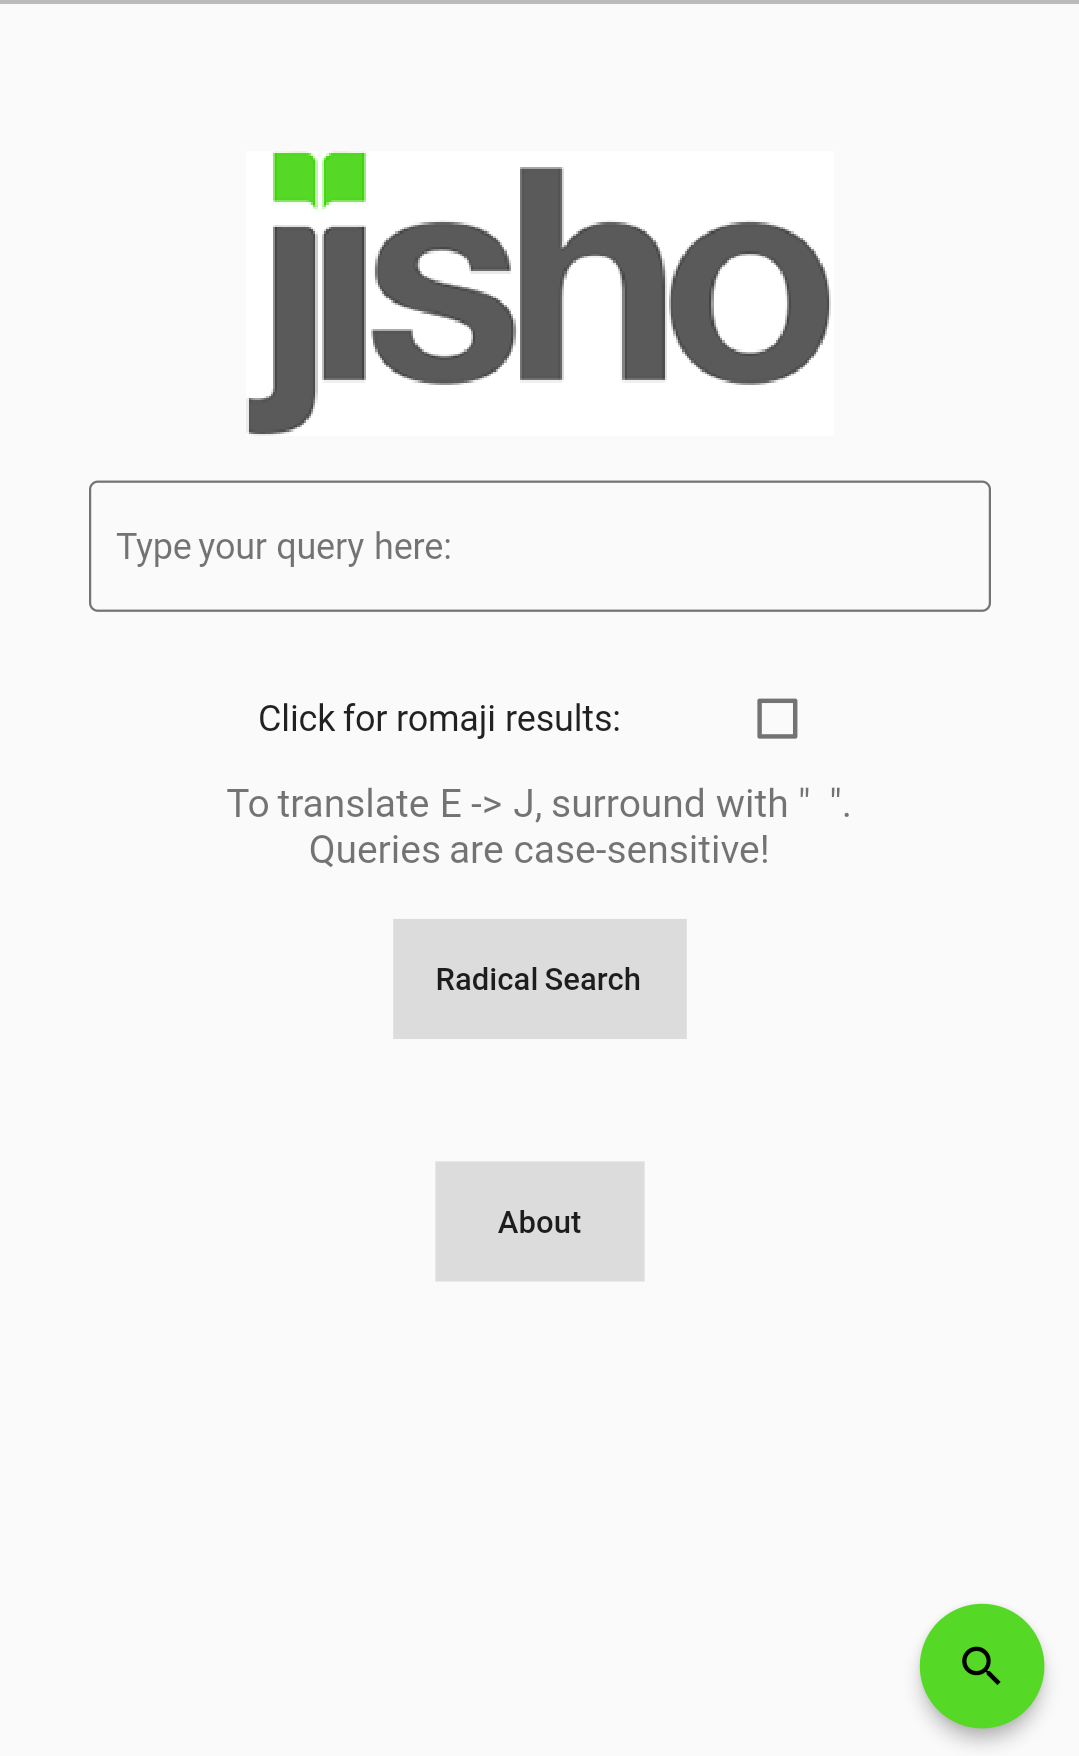 jisho
Type your query here:
Click for romaji results:
To translate E -> J, surround with "  ".
Queries are case-sensitive!
Radical Search
About